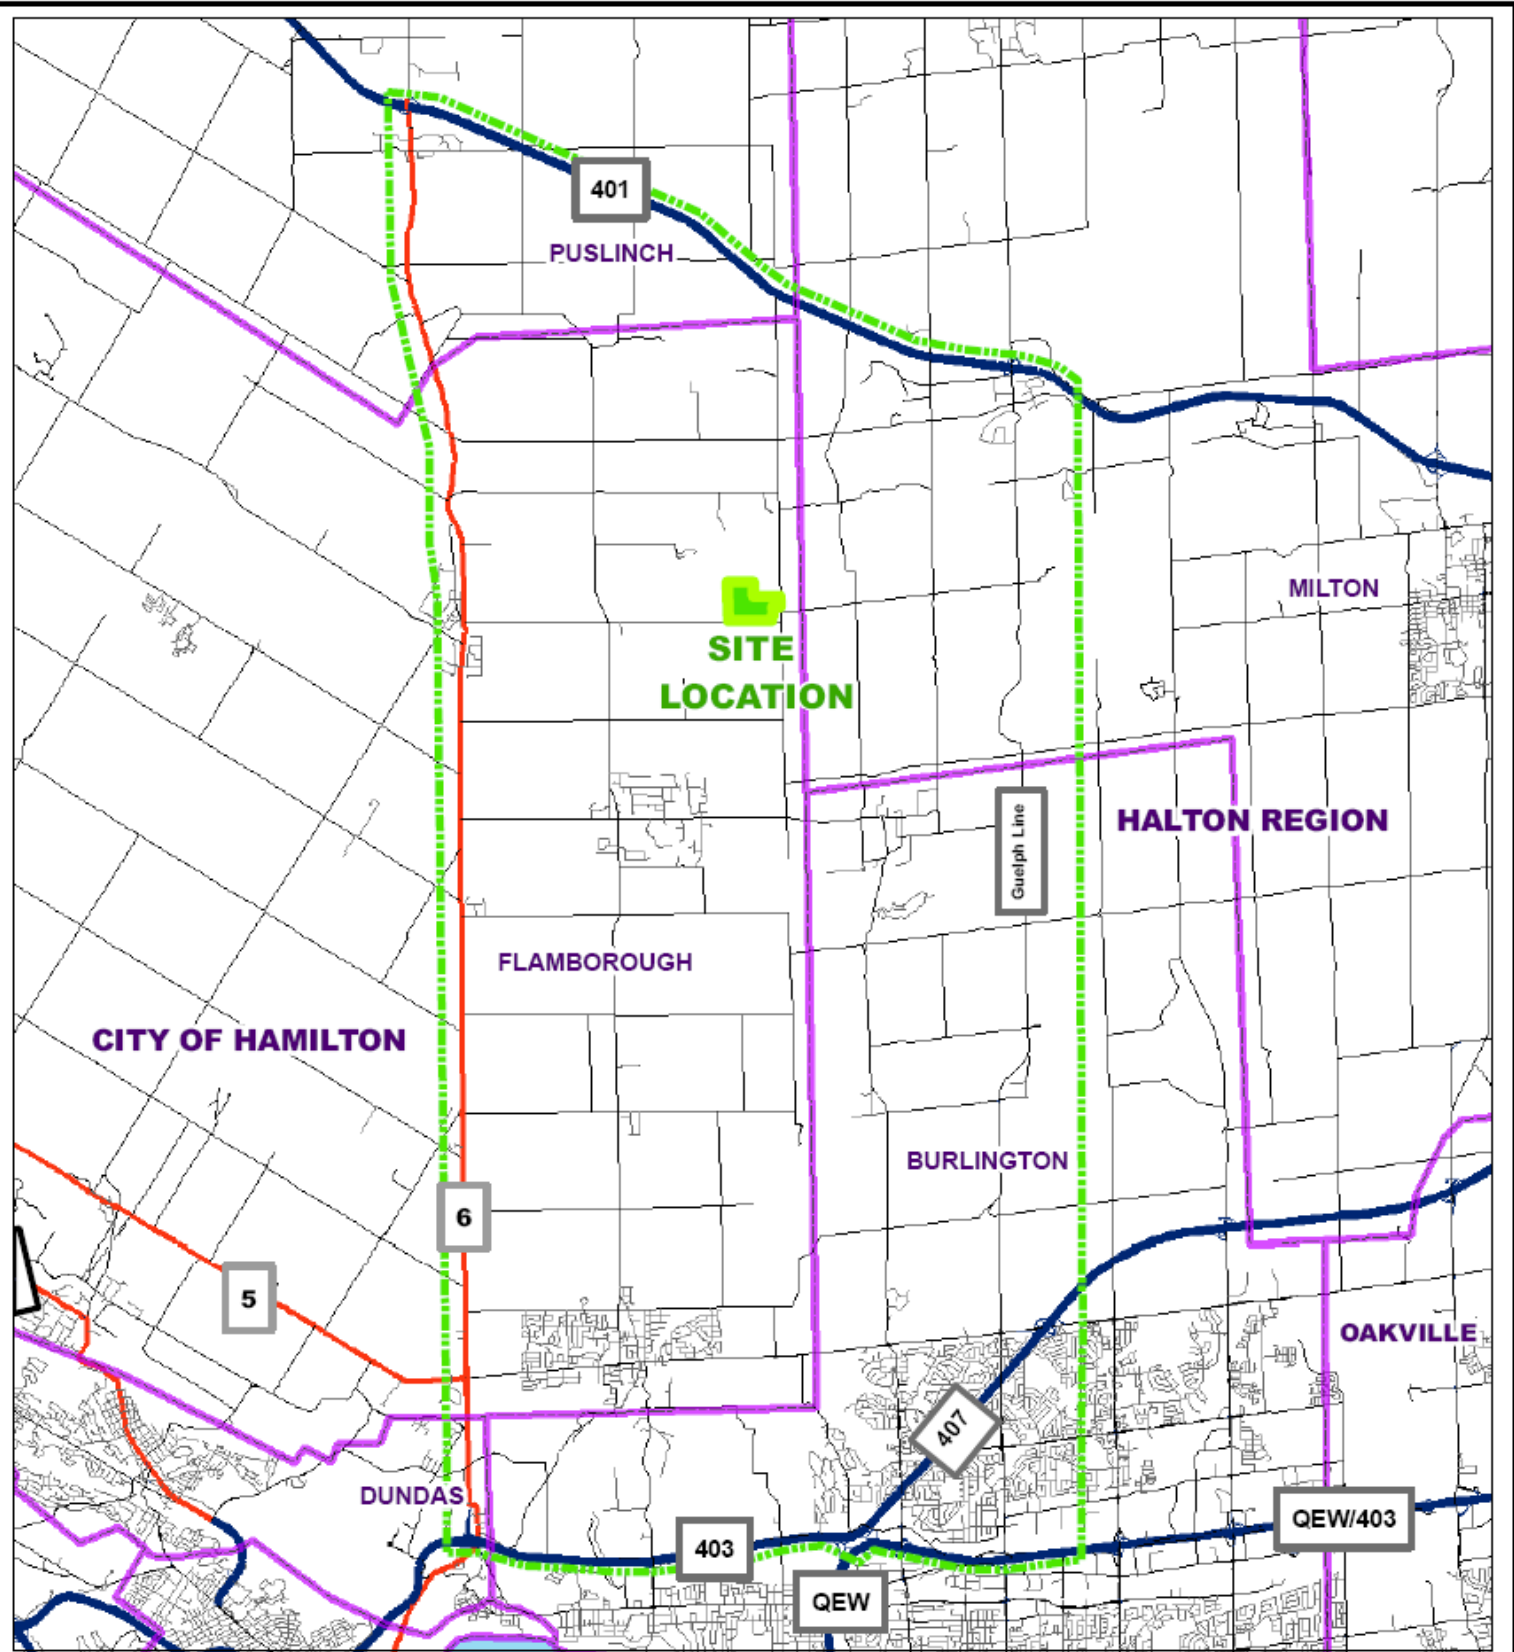 401
PUSLINCH
MILTON
SITE
LOCATION
HALTON REGION
Guelph Line
FLAMBOROUGH
CITY OF HAMILTON
BURLINGTON
6
5
OAKVILLE
407
DUNDAS
QEW/403
403
QEW